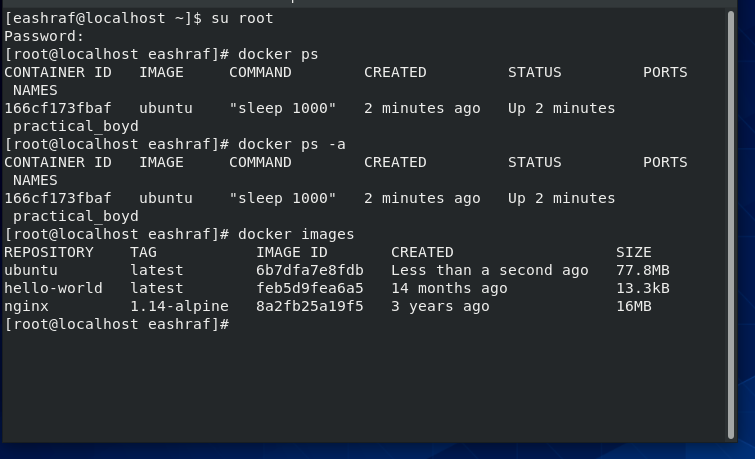 [eashraf@localhost ~]$ su root
Password:
[root@localhost eashraf]# docker ps
CONTAINER ID   IMAGE     COMMAND        CREATED         STATUS         PORTS
 NAMES
166cf173fbaf   ubuntu    "sleep 1000"   2 minutes ago   Up 2 minutes
 practical_boyd
[root@localhost eashraf]# docker ps -a
CONTAINER ID   IMAGE     COMMAND        CREATED         STATUS         PORTS
 NAMES
166cf173fbaf   ubuntu    "sleep 1000"   2 minutes ago   Up 2 minutes
 practical_boyd
[root@localhost eashraf]# docker images
REPOSITORY    TAG           IMAGE ID       CREATED                  SIZE
ubuntu        latest        6b7dfa7e8fdb   Less than a second ago   77.8MB
hello-world   latest        feb5d9fea6a5   14 months ago            13.3kB
nginx         1.14-alpine   8a2fb25a19f5   3 years ago              16MB
[root@localhost eashraf]#